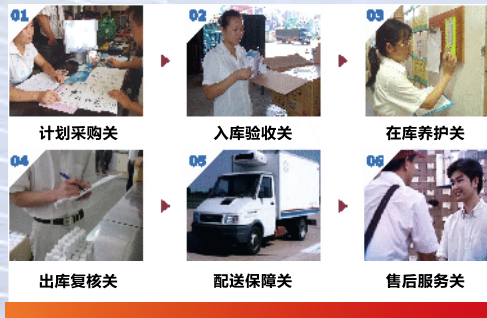 01
02
03
计划采购关
入库验收关
在库养护关
04
05
06
出库复核关
配送保障关
售后服务关